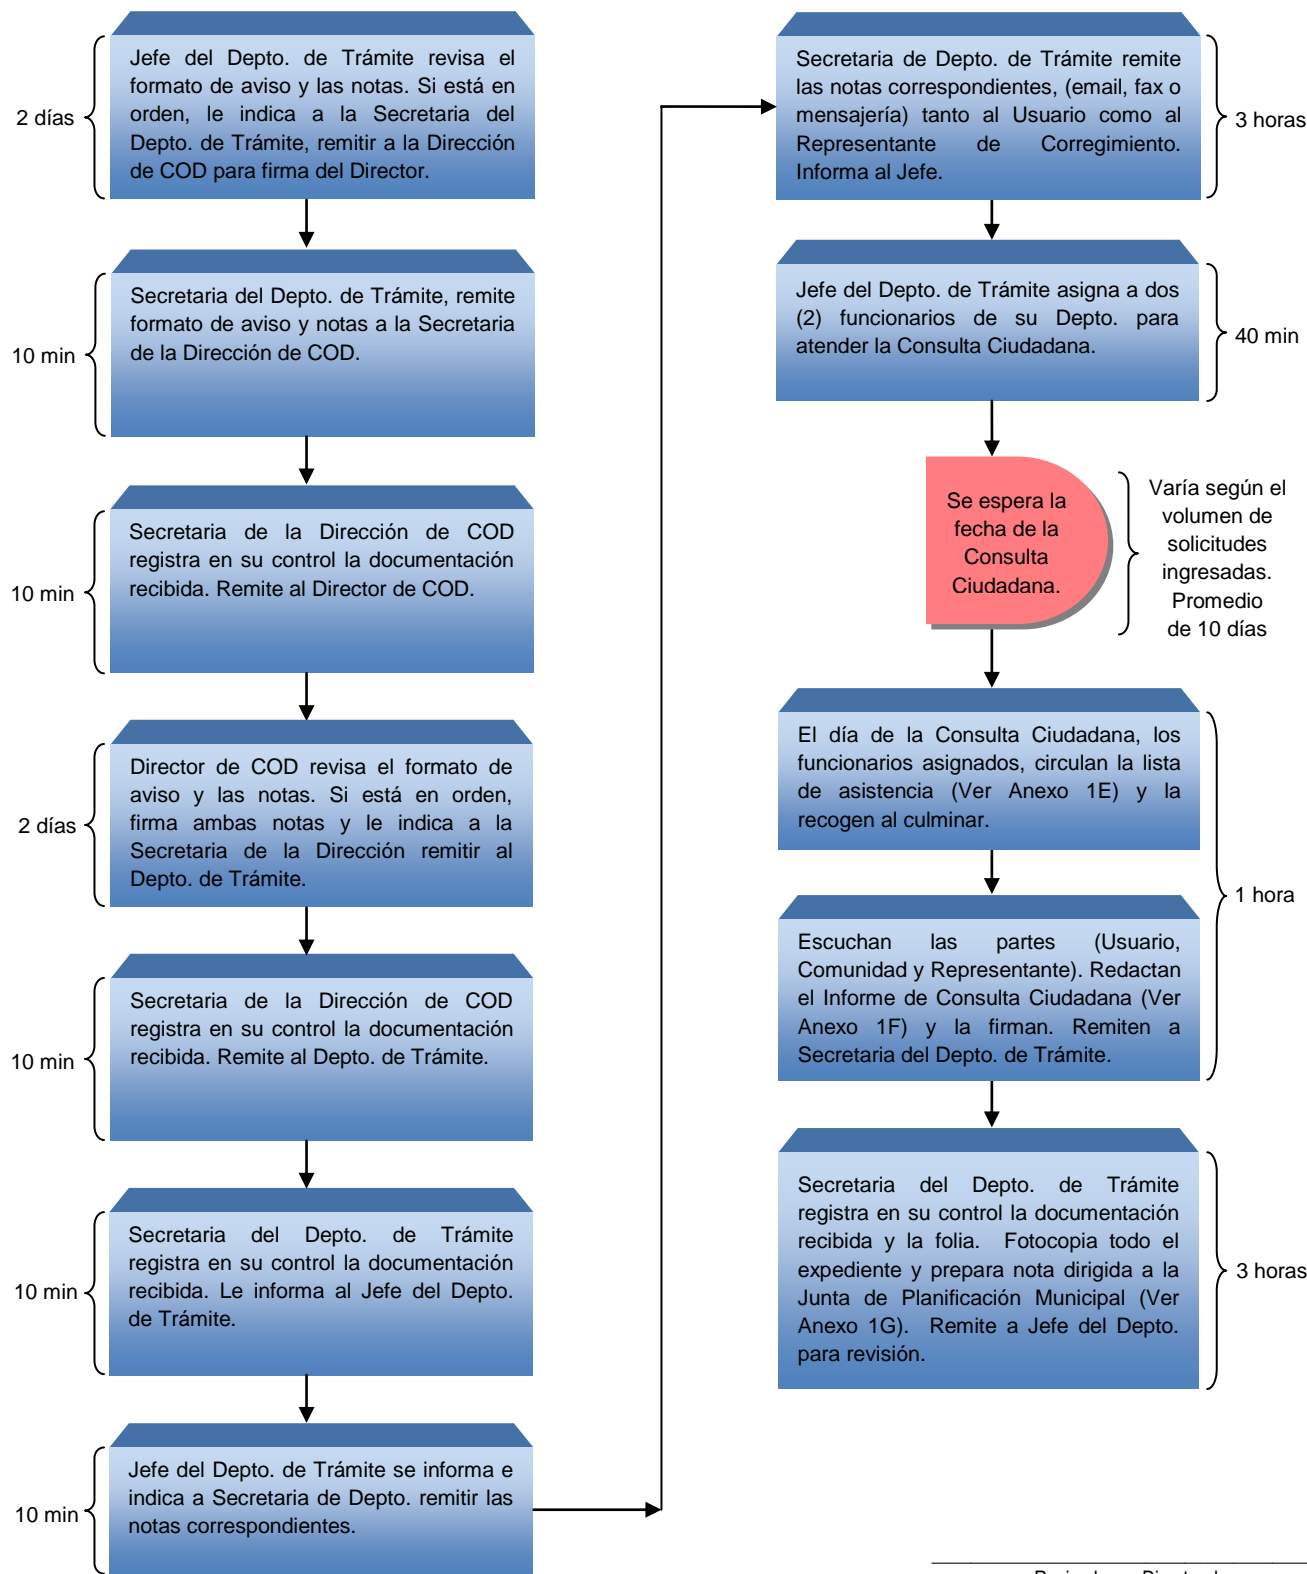 2 días
Jefe del Depto. de Trámite revisa el
formato de aviso y las notas. Si está en
orden, le indica a la Secretaria del
Depto. de Trámite, remitir a la Dirección
de COD para firma del Director.
10 min
Secretaria del Depto. de Trámite, remite
formato de aviso y notas a la Secretaria
de la Dirección de COD.
10 min
Secretaria de la Dirección de COD
registra en su control la documentación
recibida. Remite al Director de COD.
2 días
Director de COD revisa el formato de
aviso y las notas. Si está en orden,
firma ambas notas y le indica a la
Secretaria de la Dirección remitir al
Depto. de Trámite.
10 min
Secretaria de la Dirección de COD
registra en su control la documentación
recibida. Remite al Depto. de Trámite.
10 min
Secretaria del Depto. de Trámite
registra en su control la documentación
recibida. Le informa al Jefe del Depto.
de Trámite.
10 min
Jefe del Depto. de Trámite se informa e
indica a Secretaria de Depto. remitir las
notas correspondientes.
Secretaria de Depto. de Trámite remite
las notas correspondientes, (email, fax o
mensajería) tanto al Usuario como al
Representante de Corregimiento.
Informa al Jefe.
3 horas
Jefe del Depto. de Trámite asigna a dos
(2) funcionarios de su Depto. para
atender la Consulta Ciudadana.
40 min
Se espera la
fecha de la
Consulta
Ciudadana.
Varía según el
volumen de
solicitudes
ingresadas.
Promedio
de 10 días
El día de la Consulta Ciudadana, los
funcionarios asignados, circulan la lista
de asistencia (Ver Anexo 1E) y la
recogen al culminar.
1 hora
Escuchan las partes (Usuario,
Comunidad y Representante). Redactan
el Informe de Consulta Ciudadana (Ver
Anexo 1F) y la firman. Remiten a
Secretaria del Depto. de Trámite.
Secretaria del Depto. de Trámite
registra en su control la documentación
recibida y la folia. Fotocopia todo el
expediente y prepara nota dirigida a la
Junta de Planificación Municipal (Ver
Anexo 1G). Remite a Jefe del Depto.
para revisión.
3 horas